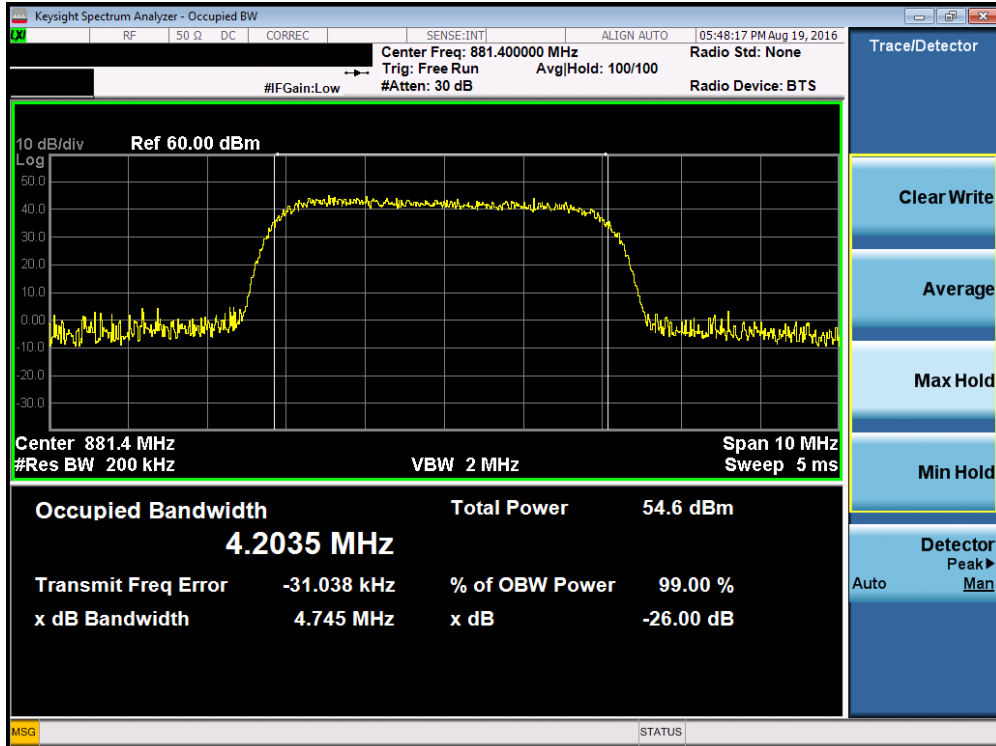 Keysight Spectrum Analyzer - Occupied BW
LXI RF 50 Ω DC CORREC SENSE:INT ALIGN AUTO 05:48:17 PM Aug 19, 2016
Center Freq: 881.400000 MHz Radio Std: None
Trig: Free Run Avg|Hold: 100/100
#IFGain:Low #Atten: 30 dB Radio Device: BTS
10 dB/div Ref 60.00 dBm
Log
50.0
40.0
30.0
20.0
10.0
0.00
-10.0
-20.0
-30.0
Center 881.4 MHz Span 10 MHz
#Res BW 200 kHz VBW 2 MHz Sweep 5 ms
Occupied Bandwidth Total Power 54.6 dBm
4.2035 MHz
Transmit Freq Error -31.038 kHz % of OBW Power 99.00 %
x dB Bandwidth 4.745 MHz x dB -26.00 dB
MSG STATUS
Trace/Detector
Clear Write
Average
Max Hold
Min Hold
Detector
Peak▶
Auto Man